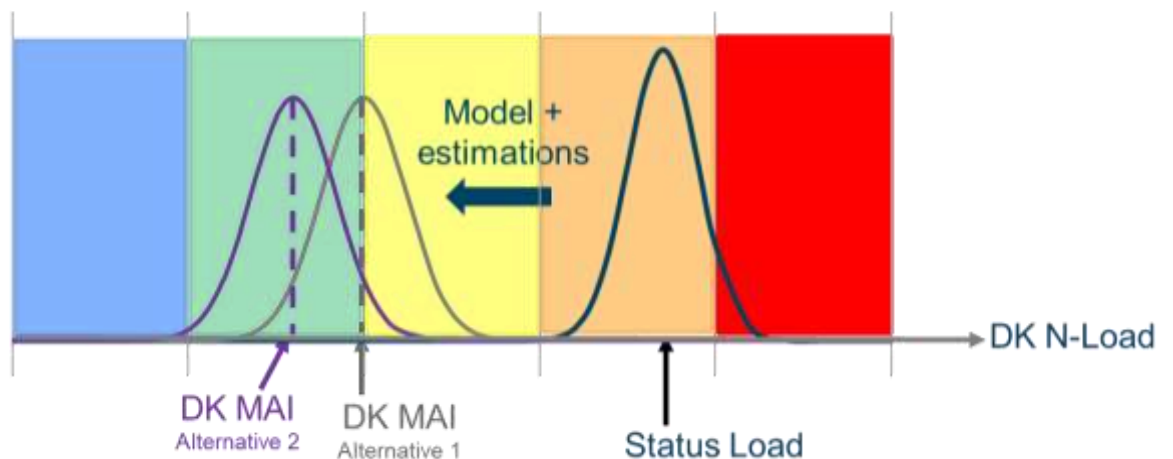 Model +
estimations
DK N-Load
DK MAI
Alternative 2
DK MAI
Alternative 1
Status Load